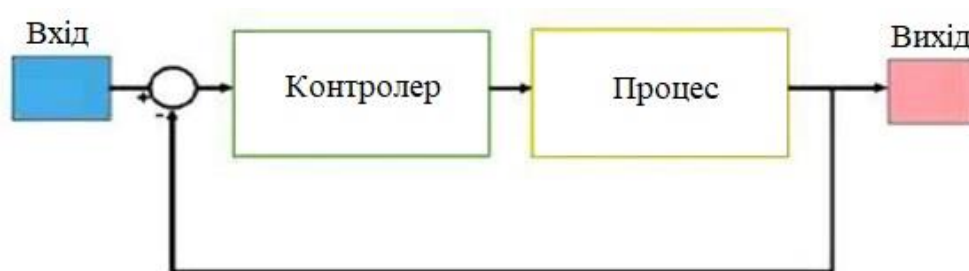 Вхід
Контролер
Процес
Вихід
+
-